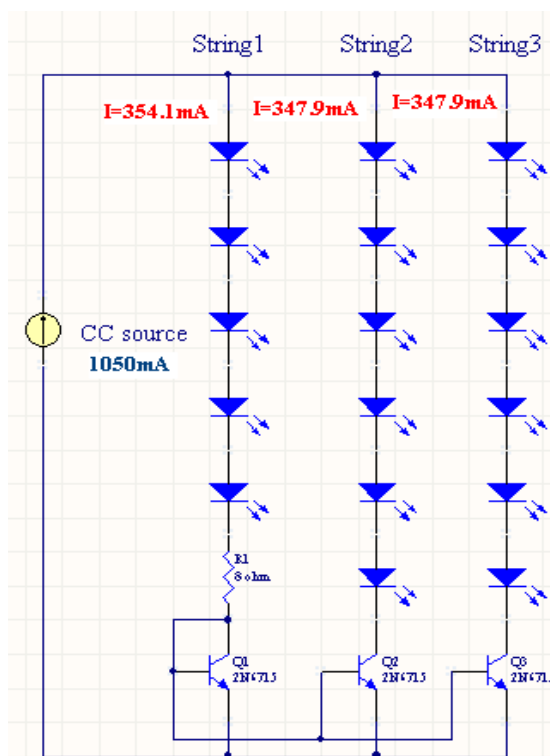 String1 String2 String3
I=354.1mA I=347.9mA I=347.9mA
CC source
1050mA
R1
8 ohm
Q1 Q2 Q3
2N6715 2N6715 2N6715